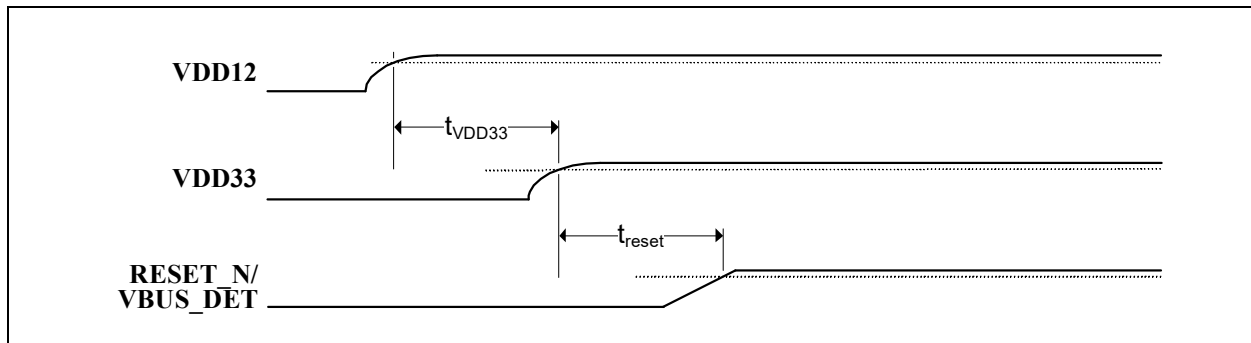 VDD12
tVDD33
VDD33
treset
RESET_N/
VBUS_DET